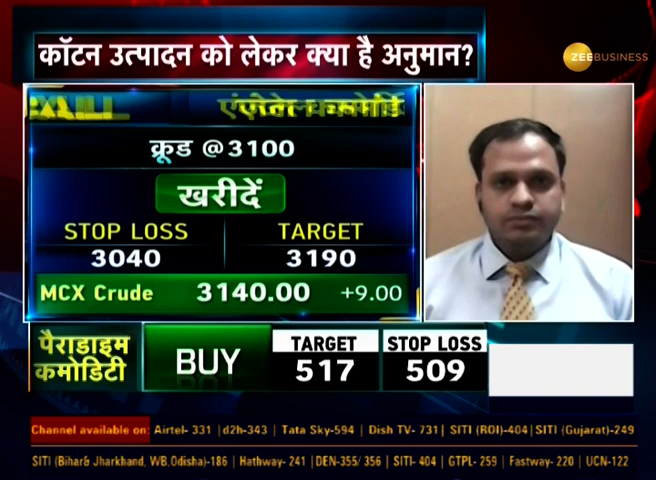 कॉटन उत्पादन को लेकर क्या है अनुमान?
ZEEBUSINESS
क्रूड @ 3100
खरीदें
STOP LOSS TARGET
3040 3190
MCX Crude 3140.00 +9.00
पैराडाइम कमोडिटी
BUY
TARGET STOP LOSS
517 509
Channel available on: Airtel- 331 | d2h-343 | Tata Sky-594 | Dish TV- 731 | SITI (ROI)-404 | SITI (Gujarat)-249
SITI (Bihar& Jharkhand, WB,Odisha)-186 | Hathway- 241 | DEN-355/ 356 | SITI- 404 | GTPL- 259 | Fastway- 220 | UCN-122